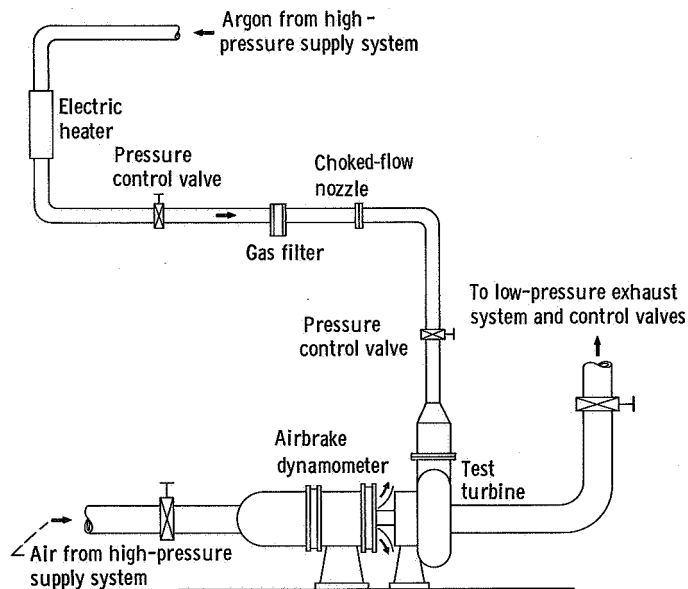 Argon from high-
pressure supply system
Electric
heater
Pressure
control valve
Choked-flow
nozzle
Gas filter
To low-pressure exhaust
system and control valves
Pressure
control valve
Airbrake
dynamometer
Test
turbine
Air from high-pressure
supply system